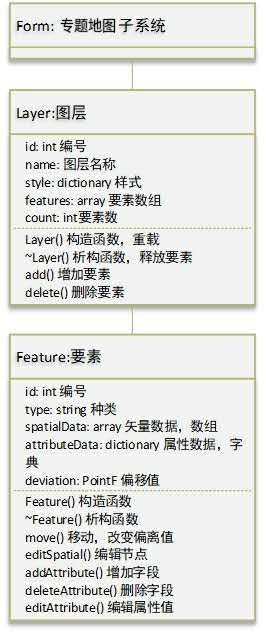 Form: 专题地图子系统
Layer:图层
id: int 编号
name: 图层名称
style: dictionary 样式
features: array 要素数组
count: int要素数
Layer() 构造函数，重载
~Layer() 析构函数，释放要素
add() 增加要素
delete() 删除要素
Feature:要素
id: int 编号
type: string 种类
spatialData: array 矢量数据，数组
attributeData: dictionary 属性数据，字
典
deviation: PointF 偏移值
Feature() 构造函数
~Feature() 析构函数
move() 移动，改变偏离值
editSpatial() 编辑节点
addAttribute() 增加字段
deleteAttribute() 删除字段
editAttribute() 编辑属性值